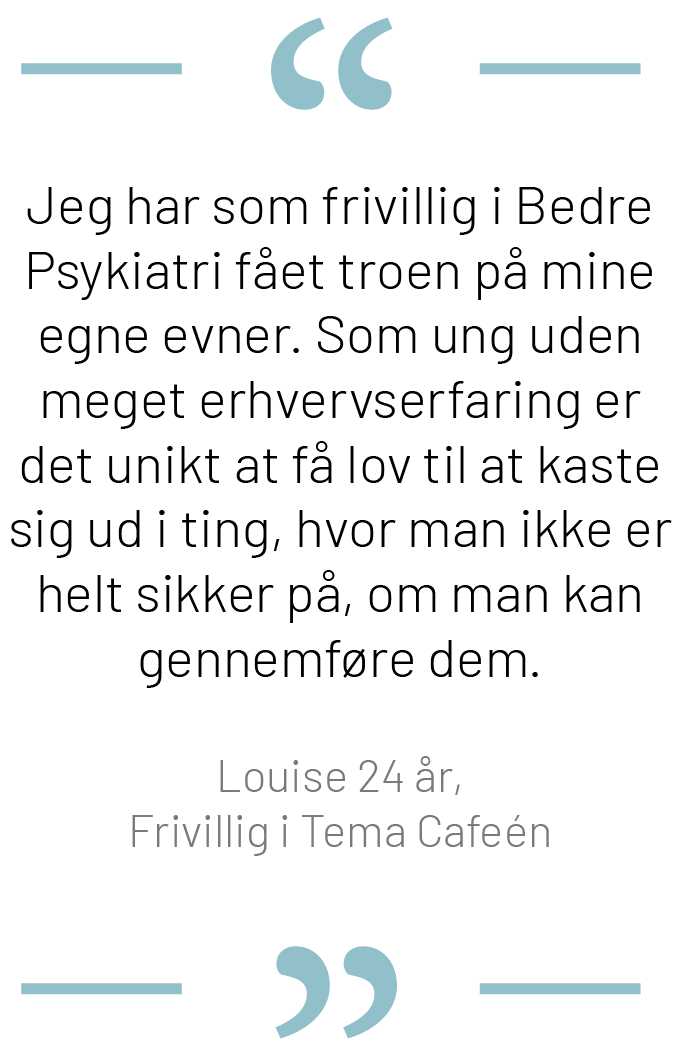 “
Jeg har som frivillig i Bedre
Psykiatri fået troen på mine
egne evner. Som ung uden
meget erhvervserfaring er
det unikt at få lov til at kaste
sig ud i ting, hvor man ikke er
helt sikker på, om man kan
gennemføre dem.
Louise 24 år,
Frivillig i Tema Cafeén
”